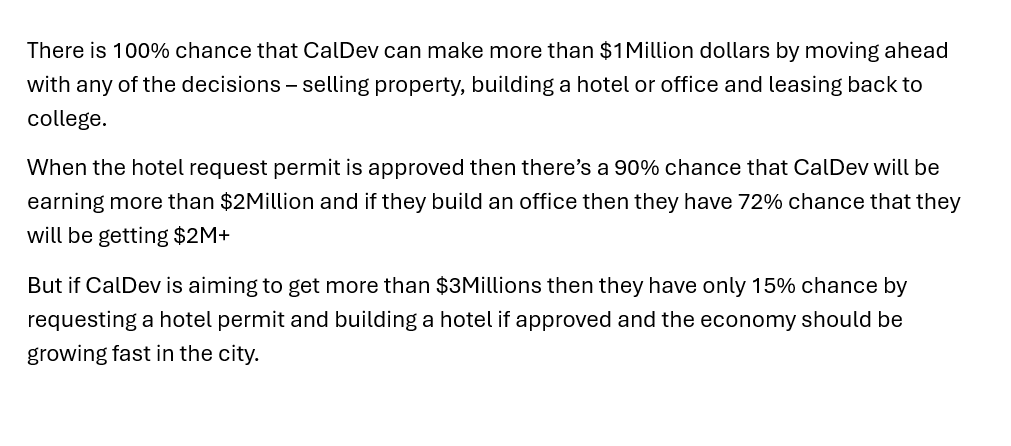 There is 100% chance that CalDev can make more than $1Million dollars by moving ahead
with any of the decisions – selling property, building a hotel or office and leasing back to
college.
When the hotel request permit is approved then there’s a 90% chance that CalDev will be
earning more than $2Million and if they build an office then they have 72% chance that they
will be getting $2M+
But if CalDev is aiming to get more than $3Millions then they have only 15% chance by
requesting a hotel permit and building a hotel if approved and the economy should be
growing fast in the city.